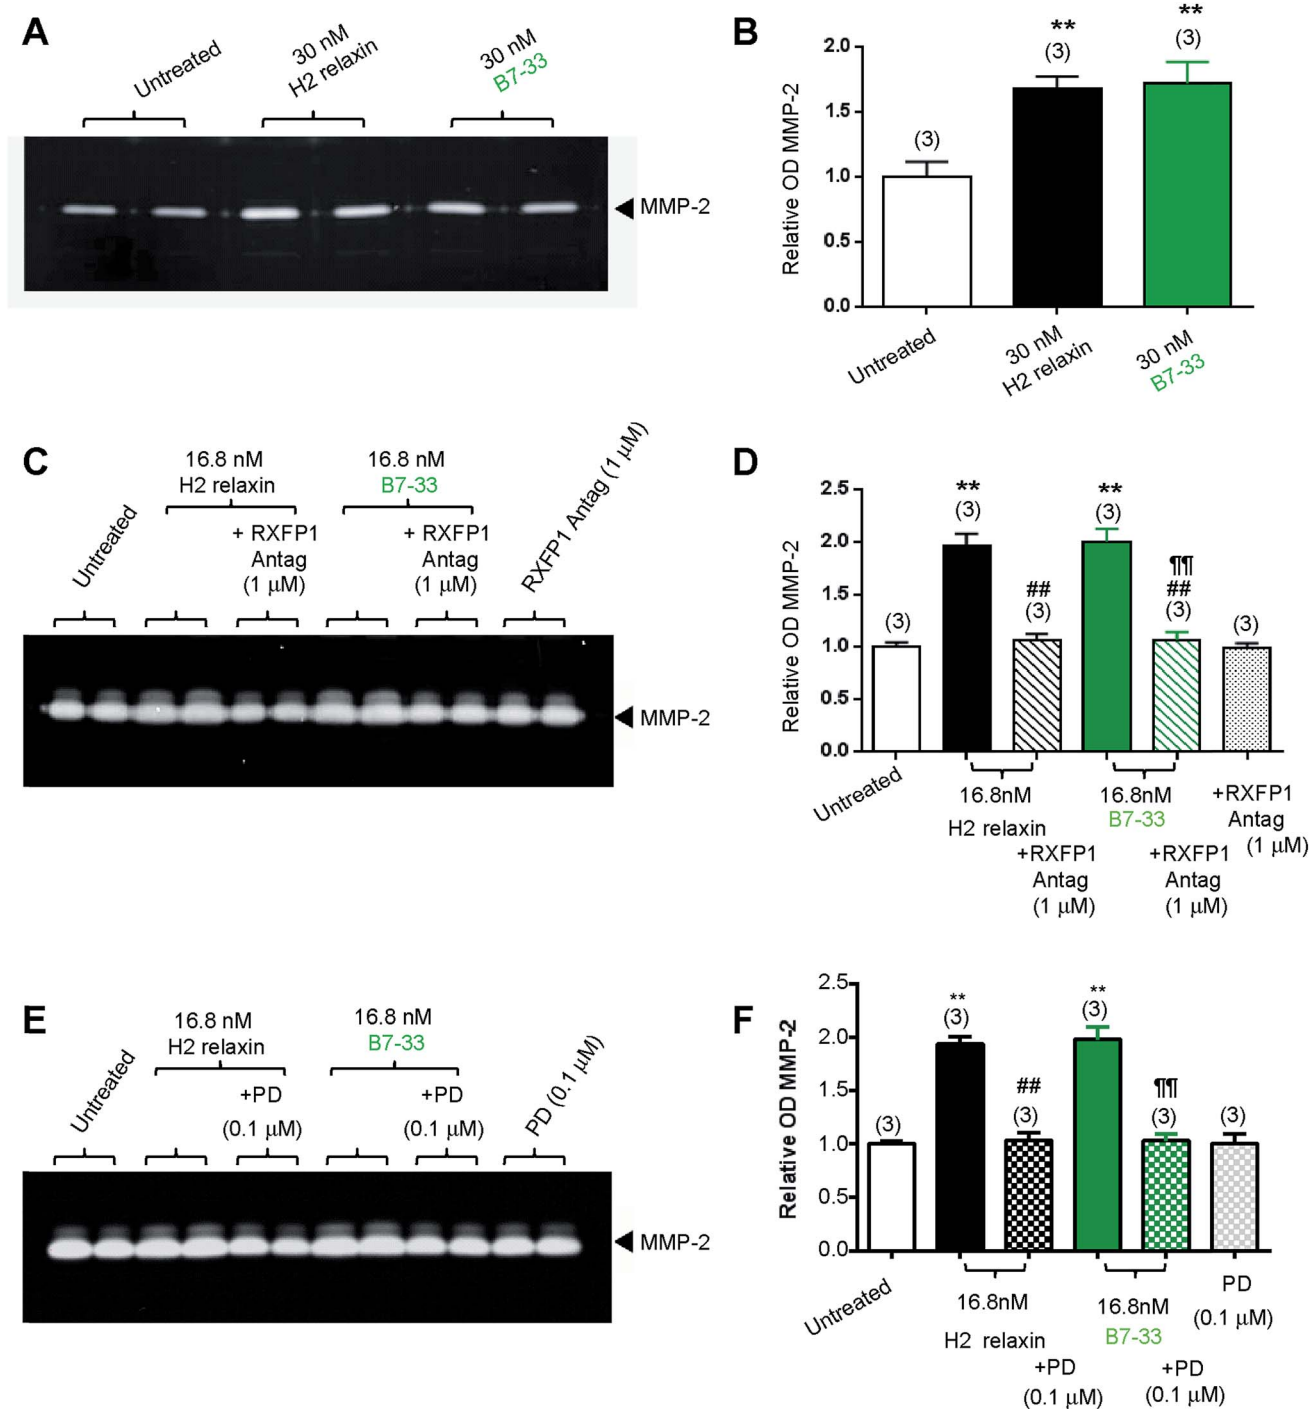 A
Untreated
30 nM
H2 relaxin
30 nM
B7-33
MMP-2
B
Relative OD MMP-2
2.0
1.5
1.0
0.5
0.0
(3)
**
(3)
**
(3)
Untreated
30 nM
H2 relaxin
30 nM
B7-33
C
Untreated
16.8 nM
H2 relaxin
+ RXFP1
Antag
(1 μM)
16.8 nM
B7-33
+ RXFP1
Antag
(1 μM)
RXFP1 Antag (1 μM)
MMP-2
D
Relative OD MMP-2
2.5
2.0
1.5
1.0
0.5
0.0
(3)
**
(3)
##
(3)
**
(3)
¶¶
##
(3)
(3)
Untreated
16.8nM
H2 relaxin
+RXFP1
Antag
(1 μM)
16.8nM
B7-33
+RXFP1
Antag
(1 μM)
+RXFP1
Antag
(1 μM)
E
Untreated
16.8 nM
H2 relaxin
+PD
(0.1 μM)
16.8 nM
B7-33
+PD
(0.1 μM)
PD (0.1 μM)
MMP-2
F
Relative OD MMP-2
2.5
2.0
1.5
1.0
0.5
0.0
(3)
**
(3)
##
(3)
**
(3)
¶¶
(3)
(3)
Untreated
16.8nM
H2 relaxin
+PD
(0.1 μM)
16.8nM
B7-33
+PD
(0.1 μM)
PD
(0.1 μM)